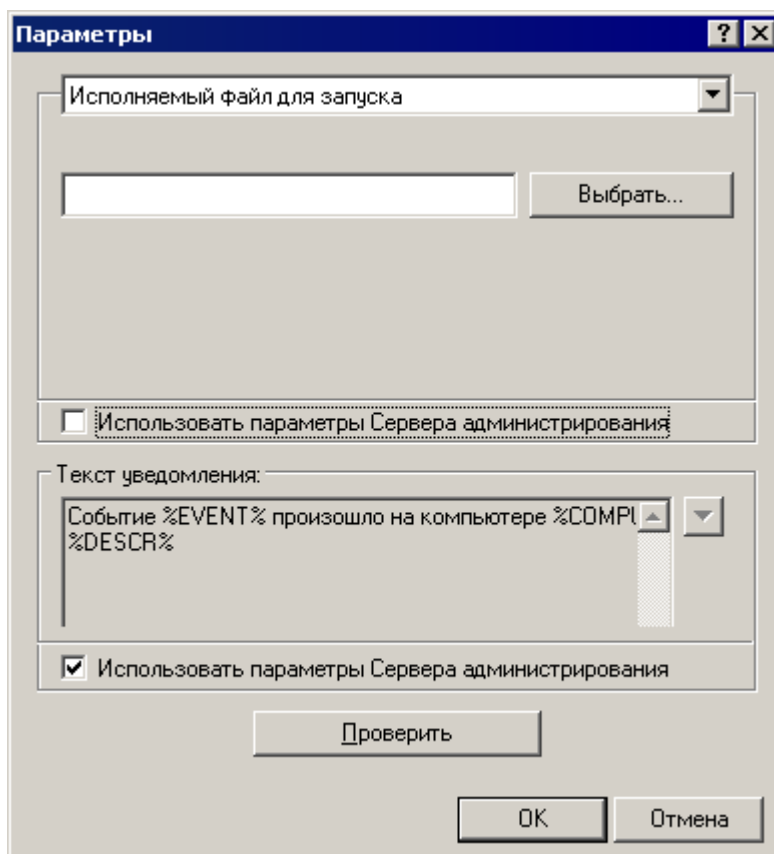 Параметры
Исполняемый файл для запуска
Выбрать...
Использовать параметры Сервера администрирования
Текст уведомления:
Событие %EVENT% произошло на компьютере %COMPU
%DESCR%
Использовать параметры Сервера администрирования
Проверить
OK
Отмена